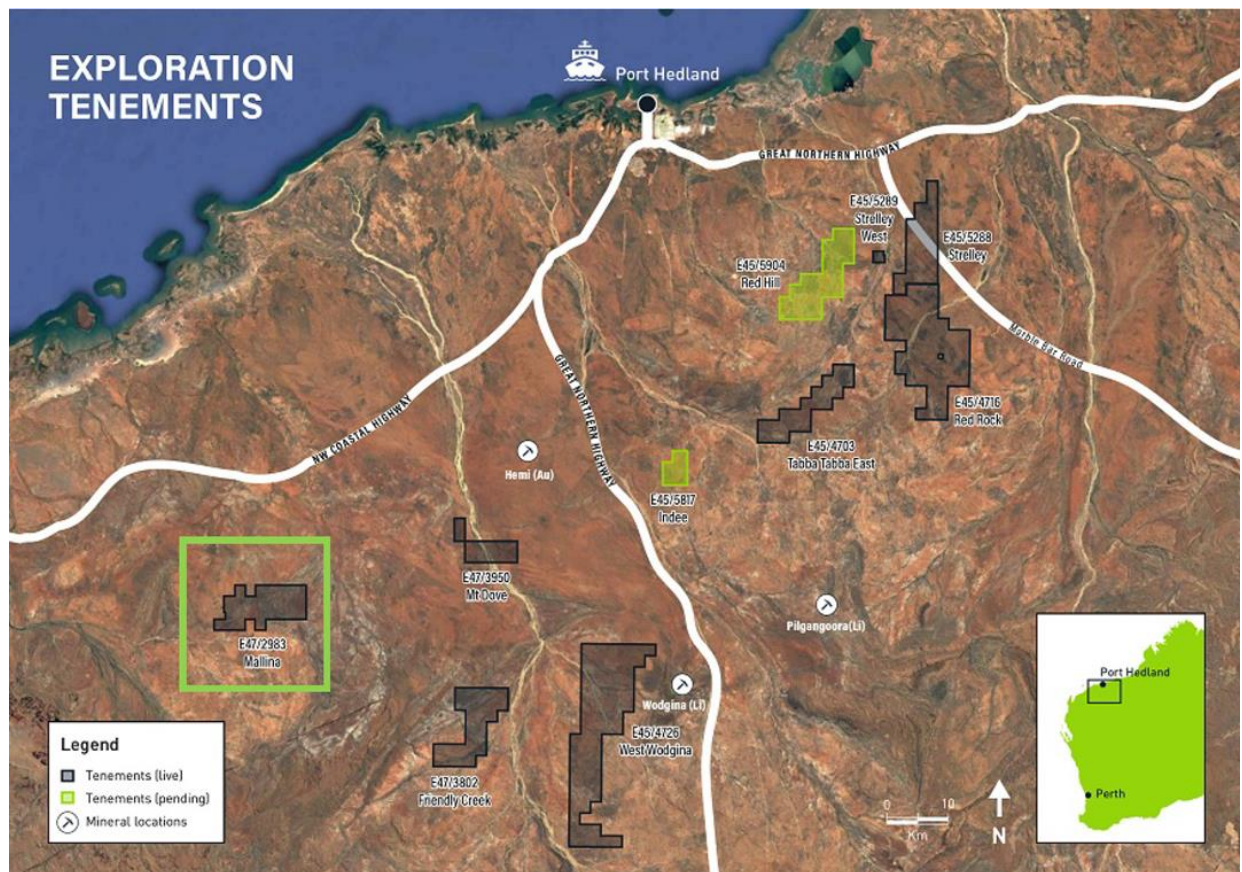 EXPLORATION
TENEMENTS
Port Hedland
GREAT NORTHERN HIGHWAY
E45/5289
Strelley
West
E45/5288
Strelley
E45/5904
Red Hill
Marble Bar Road
NW COASTAL HIGHWAY
GREAT NORTHERN HIGHWAY
E45/4716
Red Rock
E45/4703
Tabba Tabba East
Hemi (Au)
E45/5817
Indee
E47/3950
Mt Dove
E47/2983
Mallina
Pilgangoora(Li)
Wodgina (Li)
E45/4726
West Wodgina
E47/3802
Friendly Creek
Legend
Tenements (live)
Tenements (pending)
Mineral locations
0 10
Km
N
Port Hedland
Perth